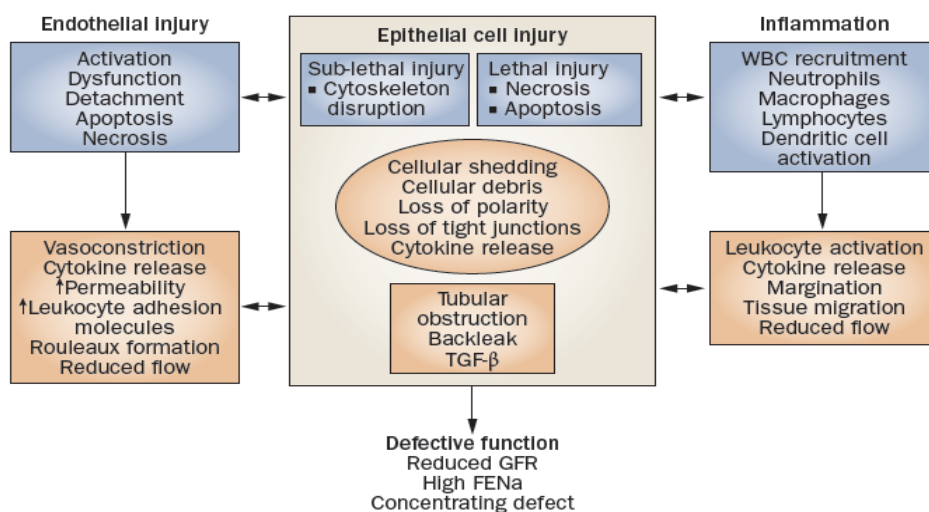 Endothelial injury
Activation
Dysfunction
Detachment
Apoptosis
Necrosis
Vasoconstriction
Cytokine release
↑Permeability
↑Leukocyte adhesion
molecules
Rouleaux formation
Reduced flow
Epithelial cell injury
Sub-lethal injury
▪ Cytoskeleton
disruption
Lethal injury
▪ Necrosis
▪ Apoptosis
Cellular shedding
Cellular debris
Loss of polarity
Loss of tight junctions
Cytokine release
Tubular
obstruction
Backleak
TGF-β
Defective function
Reduced GFR
High FENa
Concentrating defect
Inflammation
WBC recruitment
Neutrophils
Macrophages
Lymphocytes
Dendritic cell
activation
Leukocyte activation
Cytokine release
Margination
Tissue migration
Reduced flow